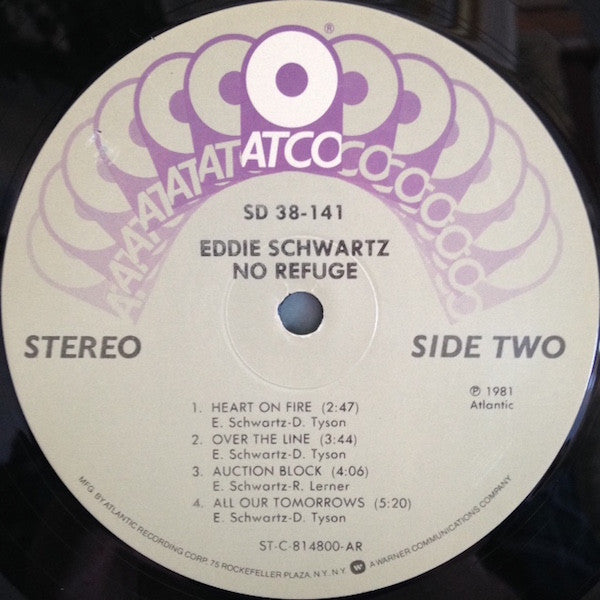 ®
ATCO
SD 38-141
EDDIE SCHWARTZ
NO REFUGE
STEREO
SIDE TWO
℗ 1981
Atlantic
1. HEART ON FIRE (2:47)
E. Schwartz-D. Tyson
2. OVER THE LINE (3:44)
E. Schwartz-D. Tyson
3. AUCTION BLOCK (4:06)
E. Schwartz-R. Lerner
4. ALL OUR TOMORROWS (5:20)
E. Schwartz-D. Tyson
ST-C-814800-AR
MFG. BY ATLANTIC RECORDING CORP. 75 ROCKEFELLER PLAZA, N.Y., N.Y. W A WARNER COMMUNICATIONS COMPANY